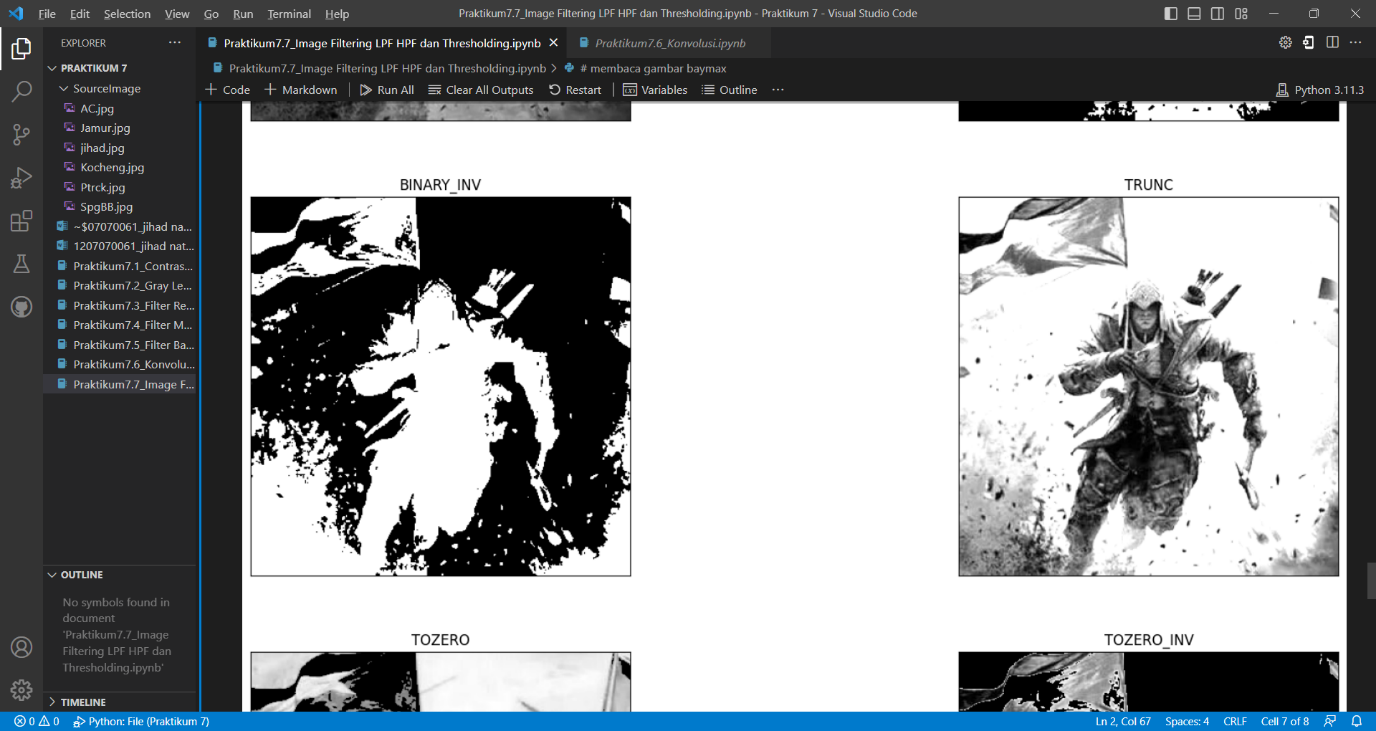 File Edit Selection View Go Run Terminal Help Praktikum7.7_Image Filtering LPF HPF dan Thresholding.ipynb - Praktikum 7 - Visual Studio Code
EXPLORER
Praktikum7.7_Image Filtering LPF HPF dan Thresholding.ipynb Praktikum7.6_Konvolusi.ipynb
PRAKTIKUM 7
Praktikum7.7_Image Filtering LPF HPF dan Thresholding.ipynb > # membaca gambar baymax
SourceImage
Code Markdown Run All Clear All Outputs Restart Variables Outline ... Python 3.11.3
AC.jpg
Jamur.jpg
jihad.jpg
Kocheng.jpg
Ptrck.jpg
SpgBB.jpg
~$07070061_jihad na...
1207070061_jihad nat...
Praktikum7.1_Contras...
Praktikum7.2_Gray Le...
Praktikum7.3_Filter Re...
Praktikum7.4_Filter M...
Praktikum7.5_Filter Ba...
Praktikum7.6_Konvolu...
Praktikum7.7_Image F...
BINARY_INV TRUNC
TOZERO TOZERO_INV
OUTLINE
No symbols found in
document
'Praktikum7.7_Image
Filtering LPF HPF dan
Thresholding.ipynb'
TIMELINE
0 0 Python: File (Praktikum 7) Ln 2, Col 67 Spaces: 4 CRLF Cell 7 of 8